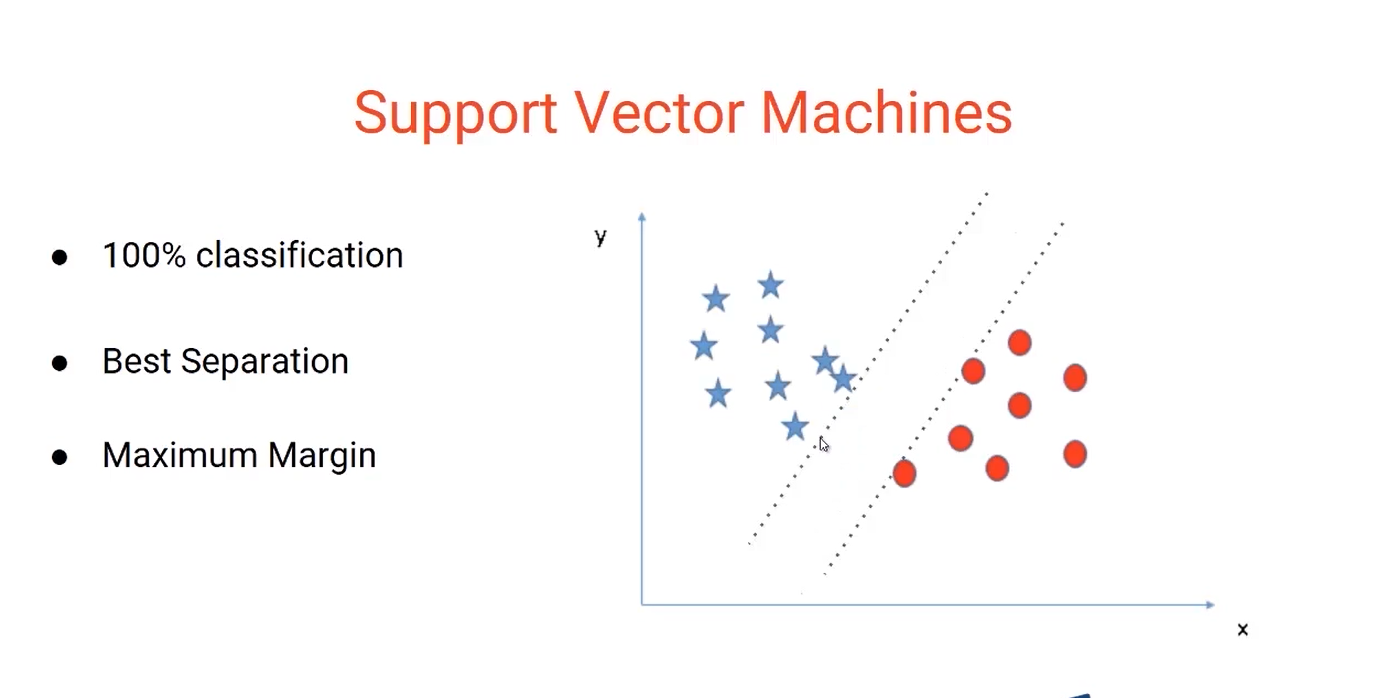 Support Vector Machines
● 100% classification
● Best Separation
● Maximum Margin
y
x